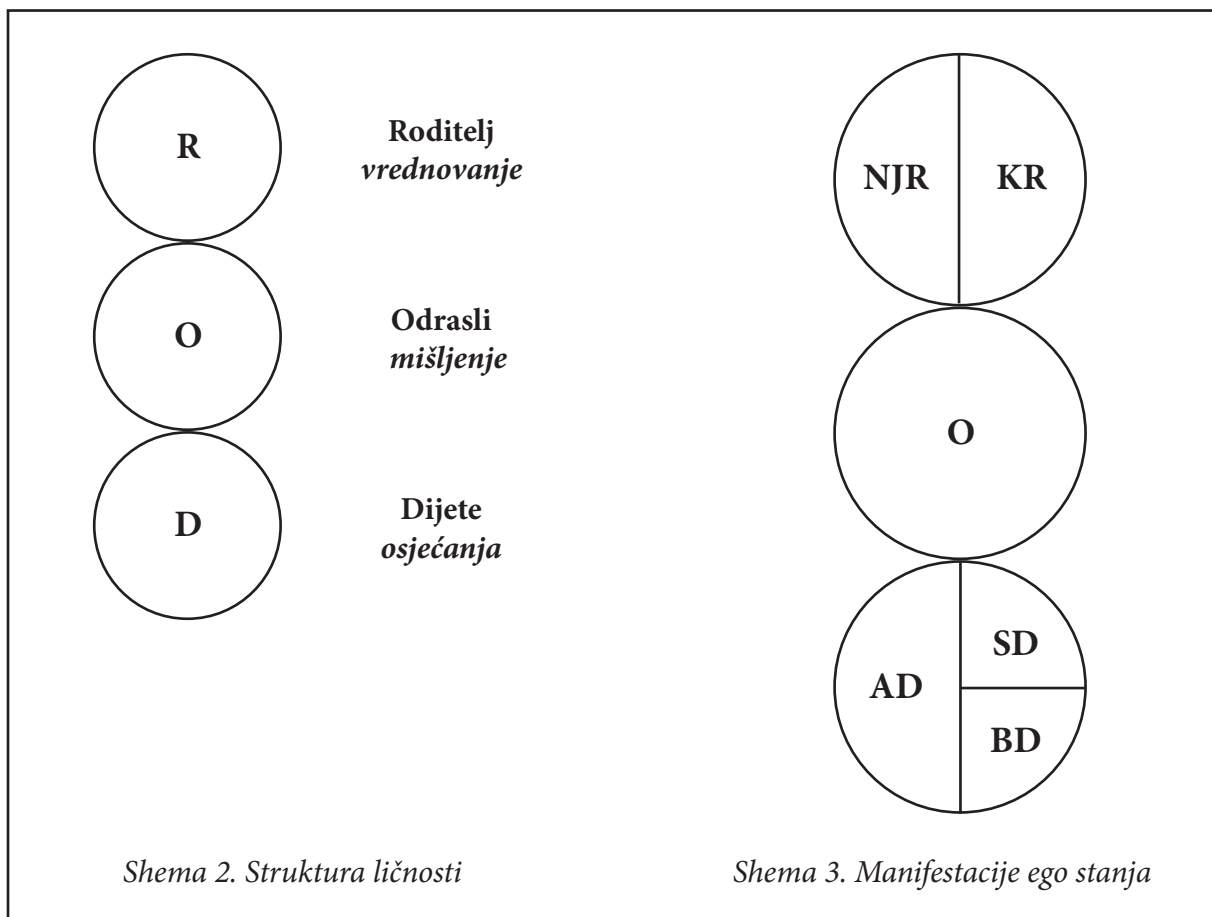 R
Roditelj
vrednovanje
O
Odrasli
mišljenje
D
Dijete
osjećanja
Shema 2. Struktura ličnosti
NJR KR
O
AD SD
BD
Shema 3. Manifestacije ego stanja